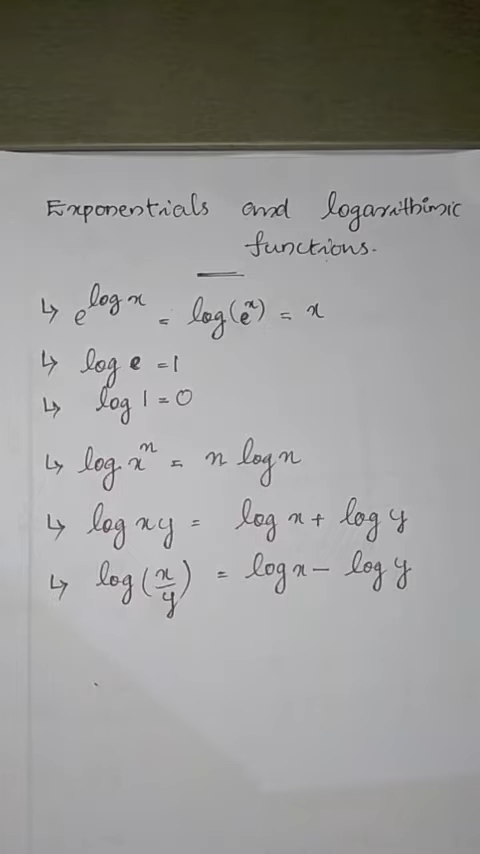 Exponentials and logarithimic
functions.
↳ e^{log x} = log(e^x) = x
↳ log e = 1
↳ log 1 = 0
↳ log x^n = n log x
↳ log xy = log x + log y
↳ log(x/y) = log x − log y